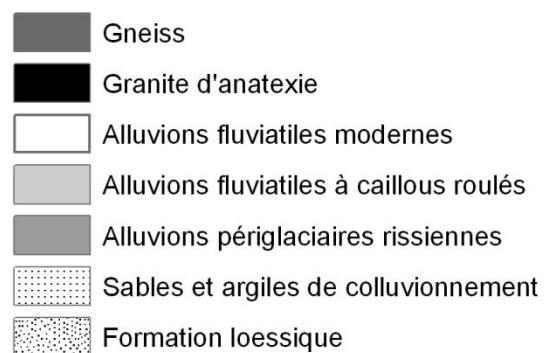 Gneiss
Granite d'anatexie
Alluvions fluviatiles modernes
Alluvions fluviatiles à caillous roulés
Alluvions périglaciaires rissiennes
Sables et argiles de colluvionnement
Formation loessique